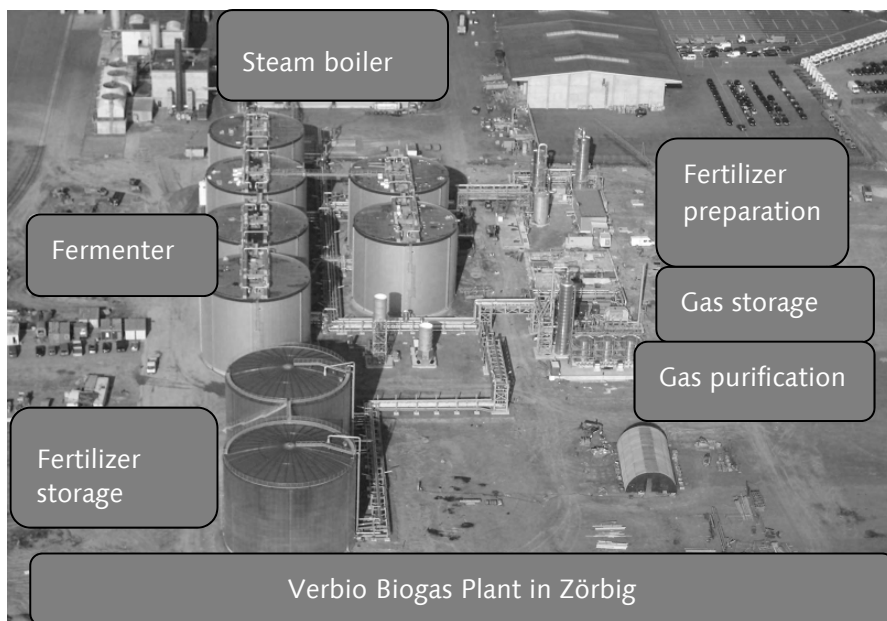 Steam boiler
Fertilizer
preparation
Fermenter
Gas storage
Gas purification
Fertilizer
storage
Verbio Biogas Plant in Zörbig